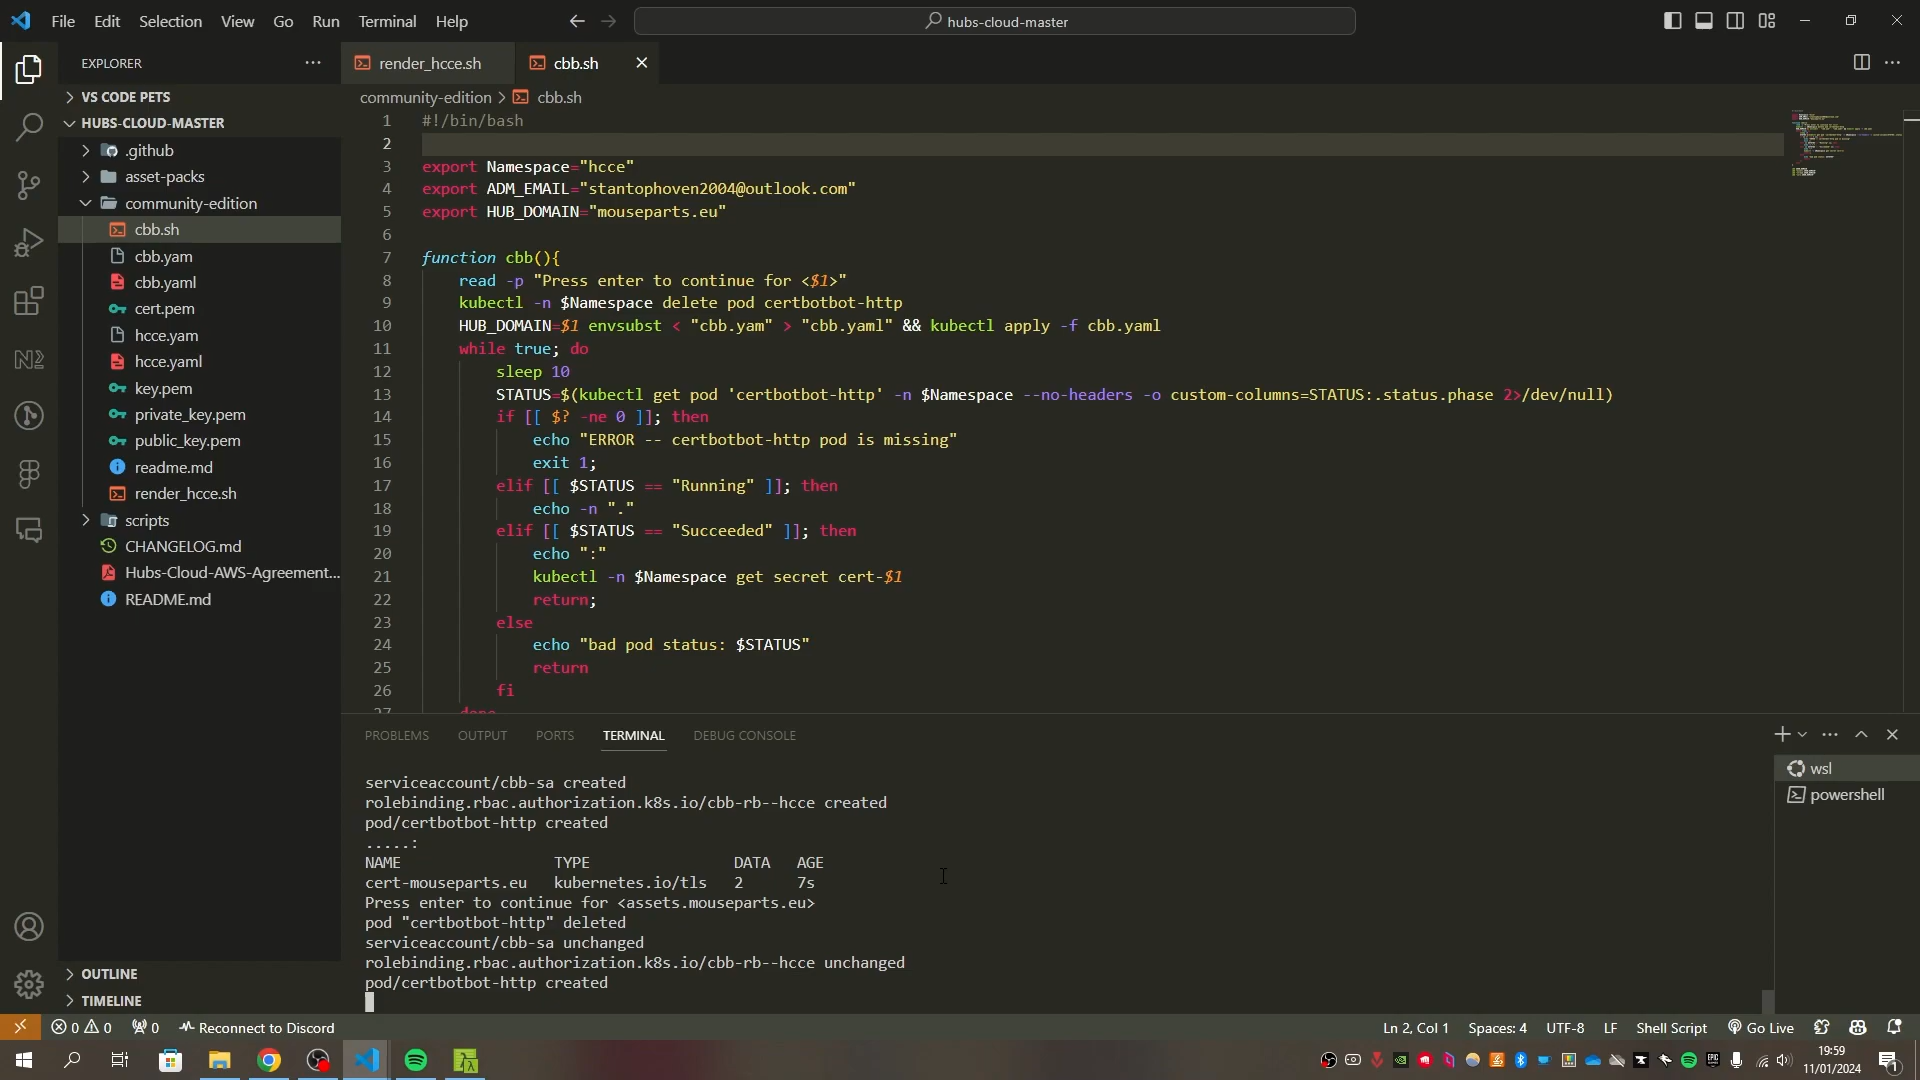 File Edit Selection View Go Run Terminal Help
hubs-cloud-master
EXPLORER
render_hcce.sh
cbb.sh
community-edition > cbb.sh
VS CODE PETS
HUBS-CLOUD-MASTER
.github
asset-packs
community-edition
cbb.sh
cbb.yam
cbb.yaml
cert.pem
hcce.yam
hcce.yaml
key.pem
private_key.pem
public_key.pem
readme.md
render_hcce.sh
scripts
CHANGELOG.md
Hubs-Cloud-AWS-Agreement...
README.md
OUTLINE
TIMELINE
1 #!/bin/bash
2
3 export Namespace="hcce"
4 export ADM_EMAIL="stantophoven2004@outlook.com"
5 export HUB_DOMAIN="mouseparts.eu"
6
7 function cbb(){
8 read -p "Press enter to continue for <$1>"
9 kubectl -n $Namespace delete pod certbotbot-http
10 HUB_DOMAIN=$1 envsubst < "cbb.yam" > "cbb.yaml" && kubectl apply -f cbb.yaml
11 while true; do
12 sleep 10
13 STATUS=$(kubectl get pod 'certbotbot-http' -n $Namespace --no-headers -o custom-columns=STATUS:.status.phase 2>/dev/null)
14 if [[ $? -ne 0 ]]; then
15 echo "ERROR -- certbotbot-http pod is missing"
16 exit 1;
17 elif [[ $STATUS == "Running" ]]; then
18 echo -n "."
19 elif [[ $STATUS == "Succeeded" ]]; then
20 echo ":"
21 kubectl -n $Namespace get secret cert-$1
22 return;
23 else
24 echo "bad pod status: $STATUS"
25 return
26 fi
27 done
PROBLEMS OUTPUT PORTS TERMINAL DEBUG CONSOLE
wsl
powershell
serviceaccount/cbb-sa created
rolebinding.rbac.authorization.k8s.io/cbb-rb--hcce created
pod/certbotbot-http created
.....:
NAME TYPE DATA AGE
cert-mouseparts.eu kubernetes.io/tls 2 7s
Press enter to continue for <assets.mouseparts.eu>
pod "certbotbot-http" deleted
serviceaccount/cbb-sa unchanged
rolebinding.rbac.authorization.k8s.io/cbb-rb--hcce unchanged
pod/certbotbot-http created
0 0 0 Reconnect to Discord Ln 2, Col 1 Spaces: 4 UTF-8 LF Shell Script Go Live
19:59
11/01/2024